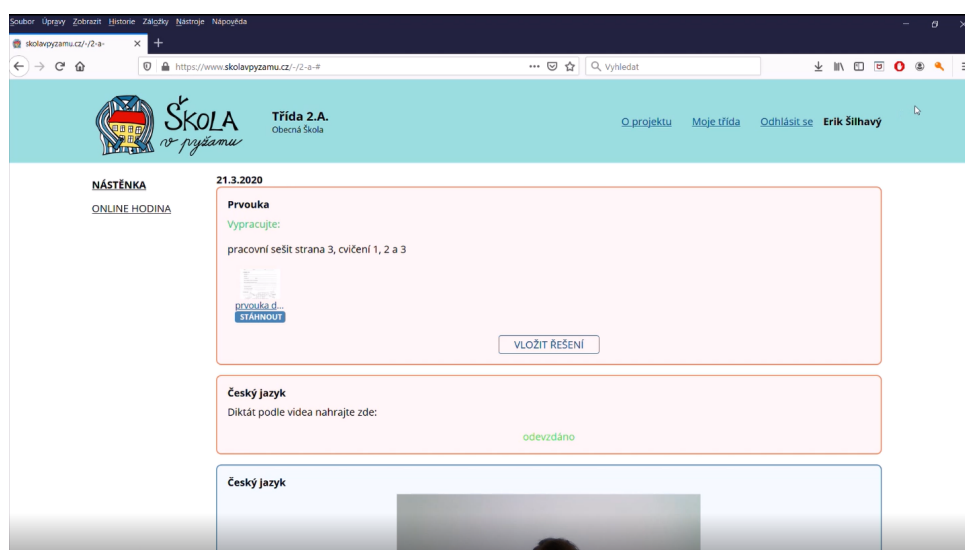 Soubor Úpravy Zobrazit Historie Záložky Nástroje Nápověda
skolavpyzamu.cz/-/2-a-
https://www.skolavpyzamu.cz/-/2-a-#
Vyhledat
ŠKOLA
v pyžamu
Třída 2.A.
Obecná Škola
O projektu Moje třída Odhlásit se Erik Šilhavý
NÁSTĚNKA
ONLINE HODINA
21.3.2020
Prvouka
Vypracujte:
pracovní sešit strana 3, cvičení 1, 2 a 3
prvouka d...
STÁHNOUT
VLOŽIT ŘEŠENÍ
Český jazyk
Diktát podle videa nahrajte zde:
odevzdáno
Český jazyk